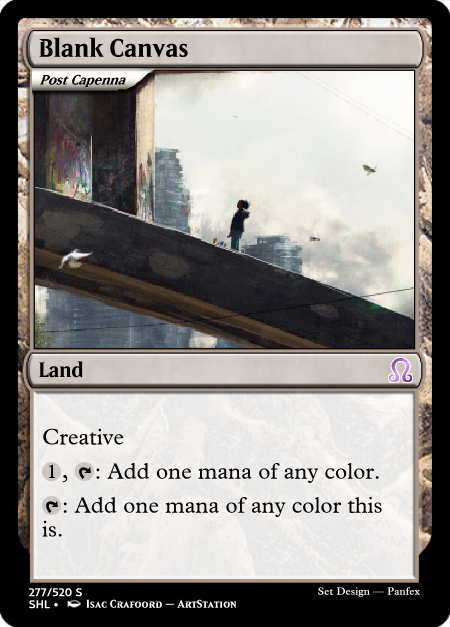 Blank Canvas
Post Capenna
Land
Creative
1, T: Add one mana of any color.
T: Add one mana of any color this
is.
277/520 S
SHL • Isac Crafoord — ArtStation
Set Design — Panfex